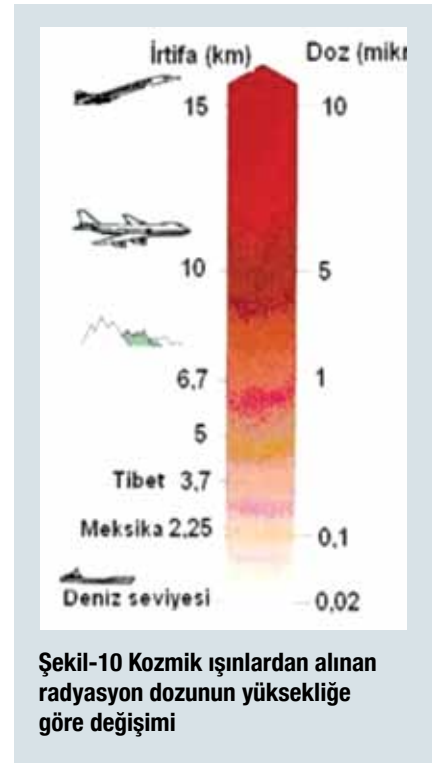 İrtifa (km) Doz (mikr
15 10
10 5
6,7 1
5
Tibet 3,7
Meksika 2,25 0,1
Deniz seviyesi 0,02
Şekil-10 Kozmik ışınlardan alınan
radyasyon dozunun yüksekliğe
göre değişimi